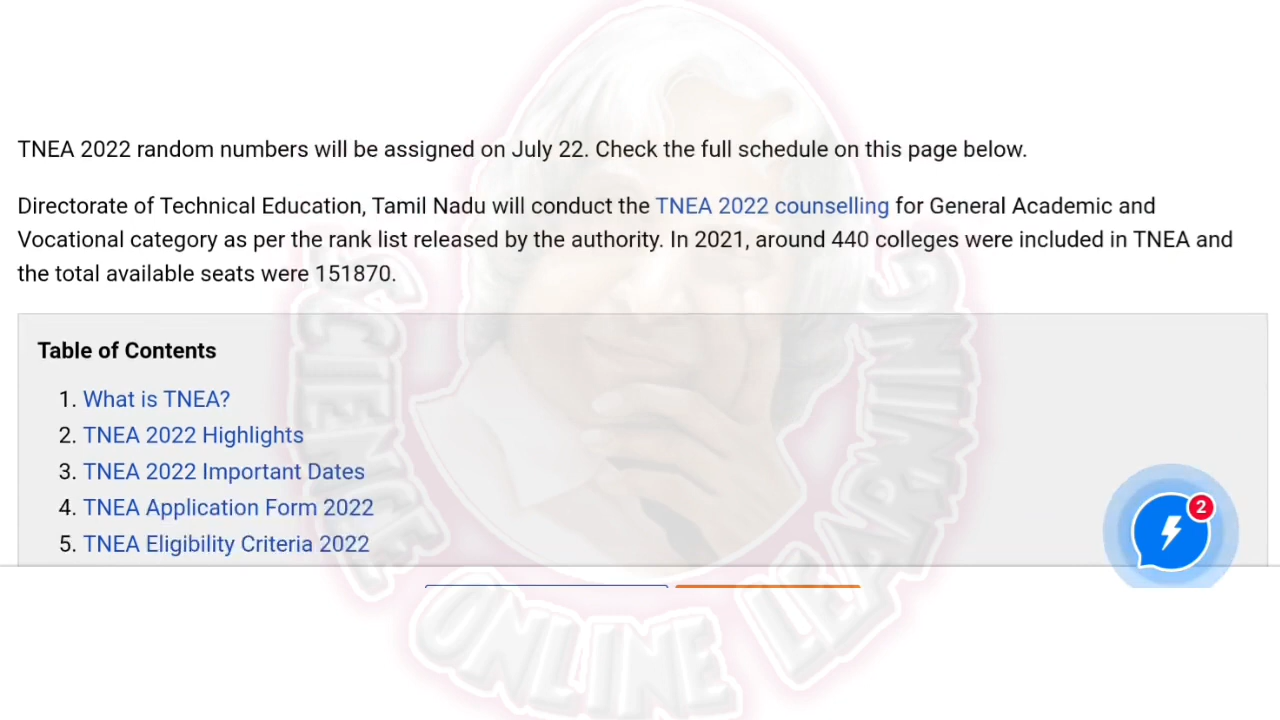 TNEA 2022 random numbers will be assigned on July 22. Check the full schedule on this page below.
Directorate of Technical Education, Tamil Nadu will conduct the TNEA 2022 counselling for General Academic and
Vocational category as per the rank list released by the authority. In 2021, around 440 colleges were included in TNEA and
the total available seats were 151870.
Table of Contents
1. What is TNEA?
2. TNEA 2022 Highlights
3. TNEA 2022 Important Dates
4. TNEA Application Form 2022
5. TNEA Eligibility Criteria 2022
2
SCIENCE ONLINE LEARNING